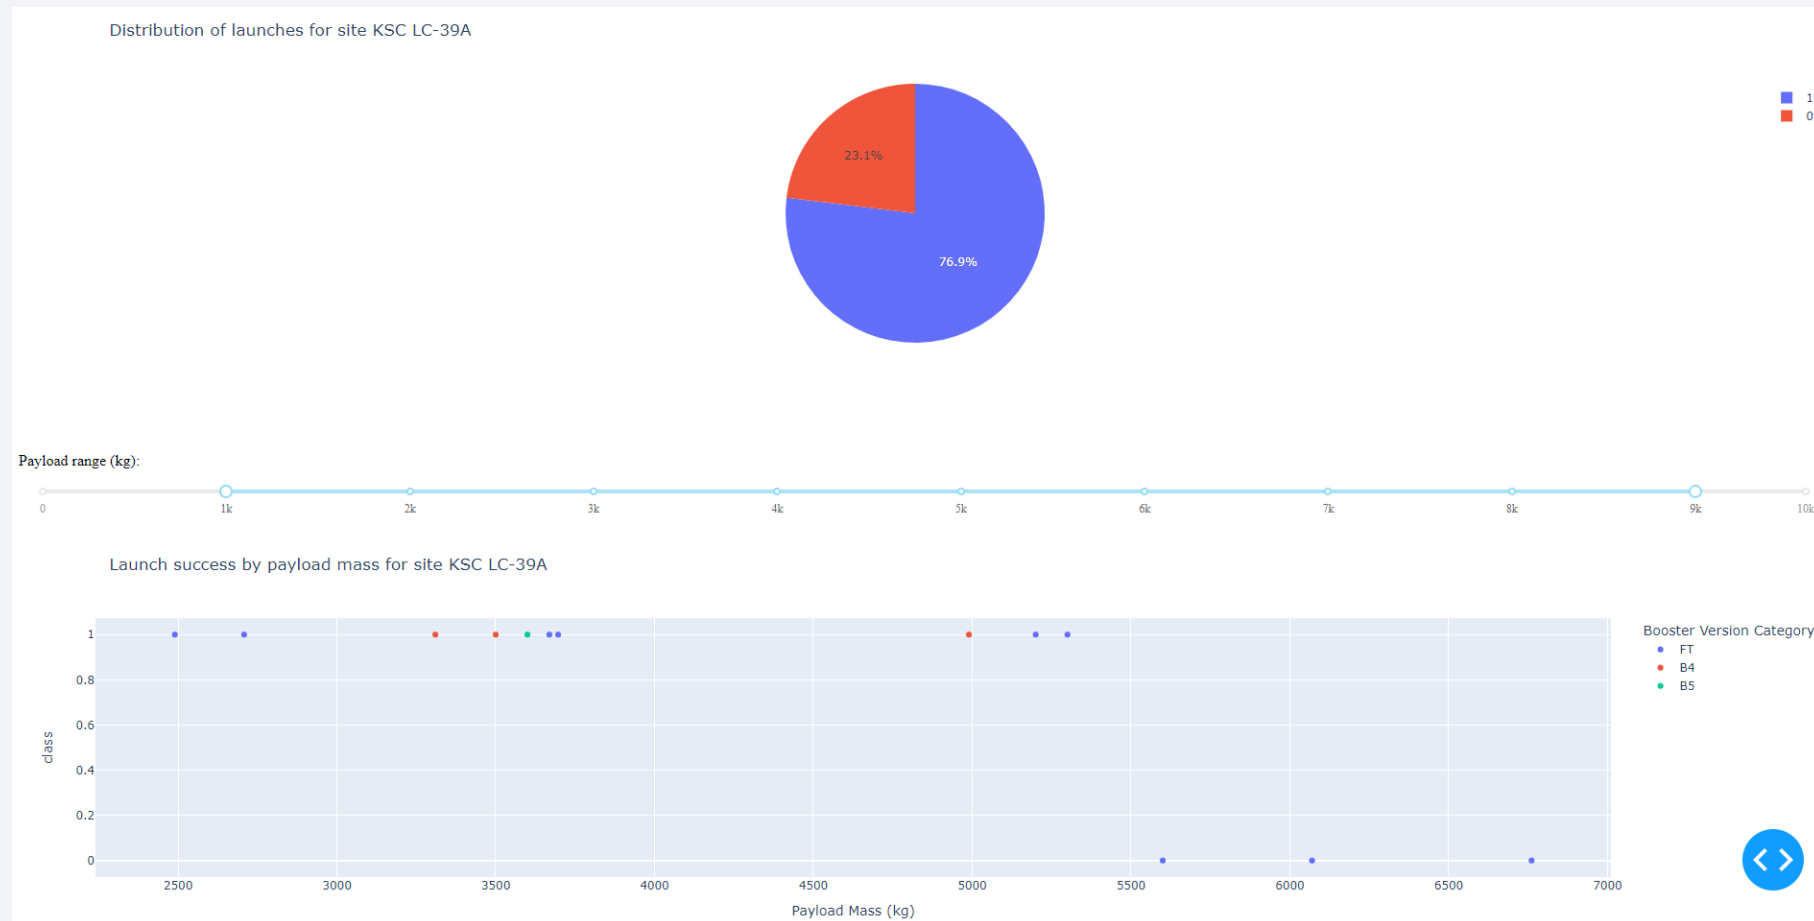 Distribution of launches for site KSC LC-39A
1
0
23.1%
76.9%
Payload range (kg):
0 1k 2k 3k 4k 5k 6k 7k 8k 9k 10k
Launch success by payload mass for site KSC LC-39A
Booster Version Category
FT
B4
B5
1
0.8
0.6
0.4
0.2
0
class
2500 3000 3500 4000 4500 5000 5500 6000 6500 7000
Payload Mass (kg)